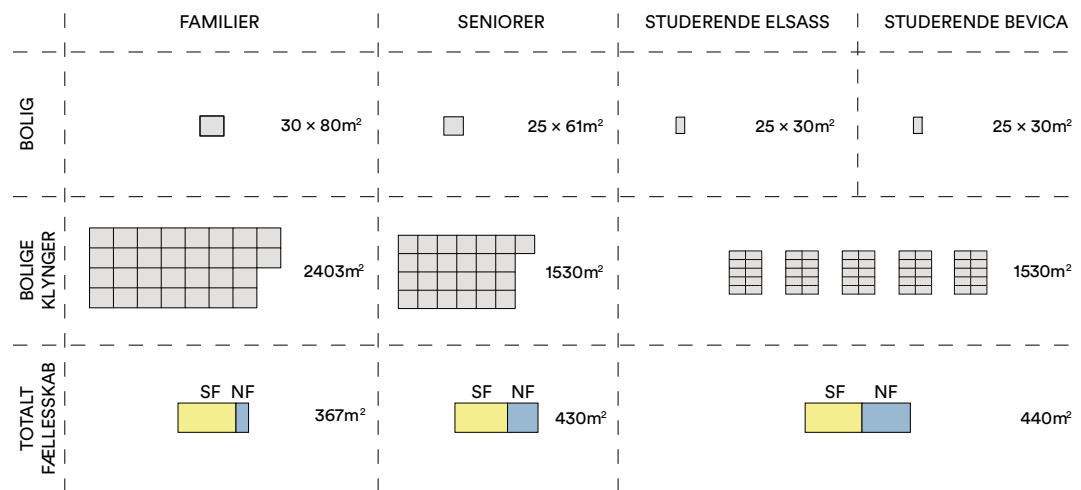 FAMILIER
SENIORER
STUDERENDE ELSASS
STUDERENDE BEVICA
BOLIG
30 × 80m²
25 × 61m²
25 × 30m²
25 × 30m²
BOLIGE
KLYNGER
2403m²
1530m²
1530m²
TOTALT
FÆLLESSKAB
SF NF
367m²
SF NF
430m²
SF NF
440m²